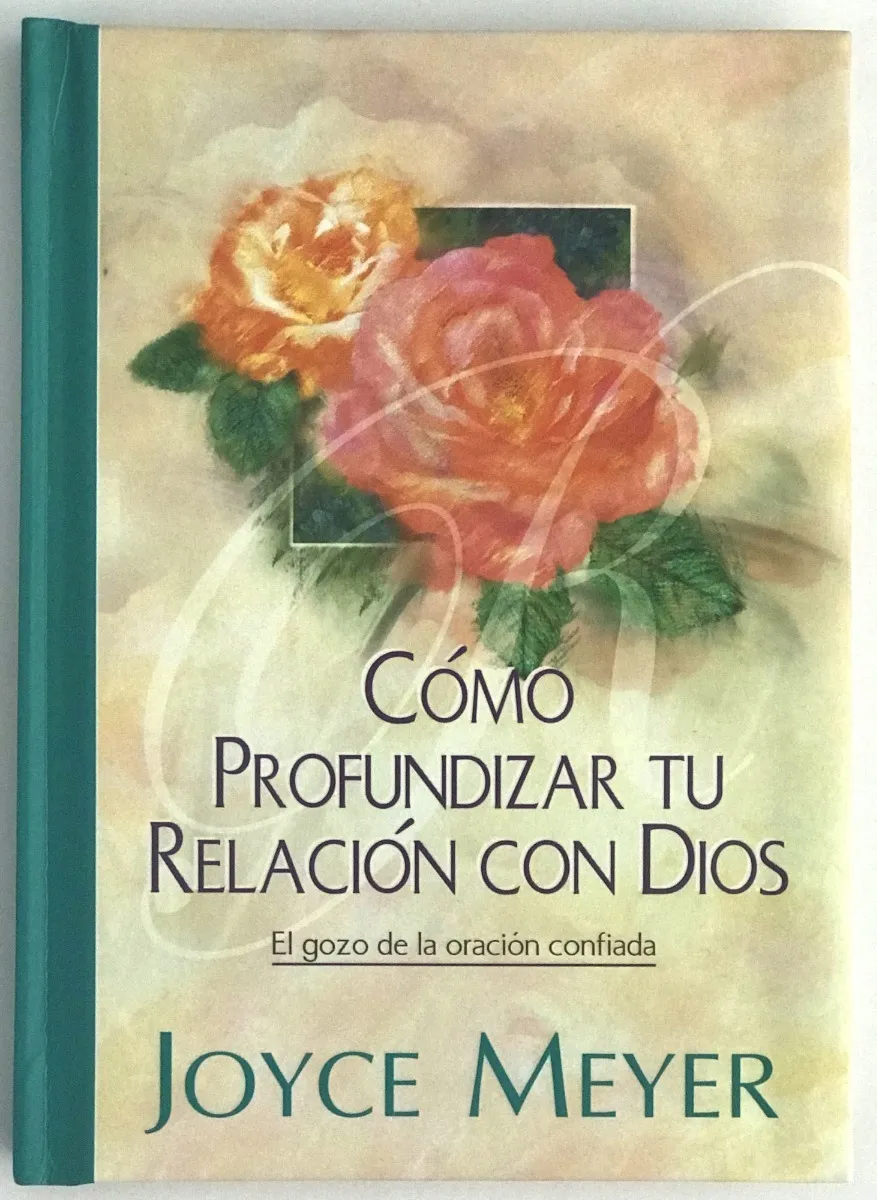 CÓMO
PROFUNDIZAR TU
RELACIÓN CON DIOS
El gozo de la oración confiada
JOYCE MEYER